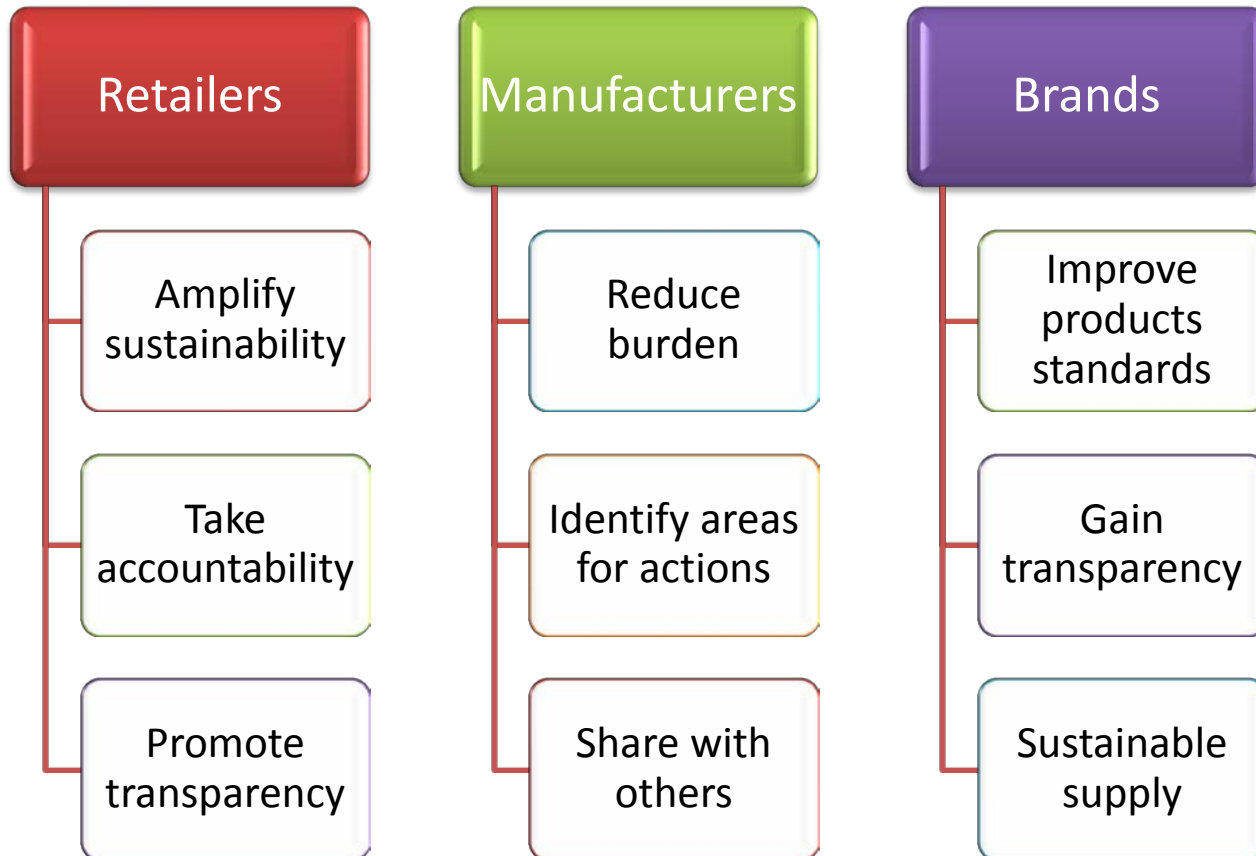 Retailers
Amplify
sustainability
Take
accountability
Promote
transparency
Manufacturers
Reduce
burden
Identify areas
for actions
Share with
others
Brands
Improve
products
standards
Gain
transparency
Sustainable
supply